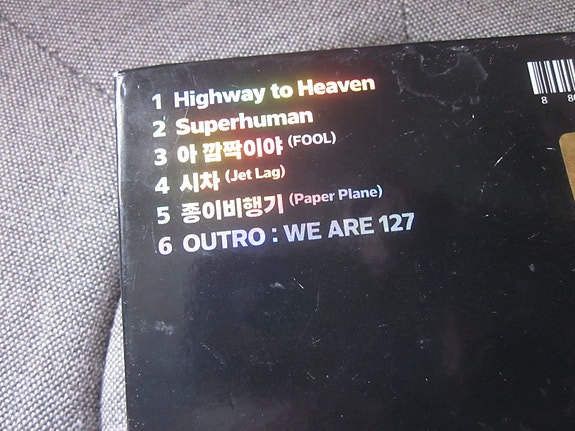 1 Highway to Heaven
2 Superhuman
3 아 깜짝이야 (FOOL)
4 시차 (Jet Lag)
5 종이비행기 (Paper Plane)
6 OUTRO : WE ARE 127
8